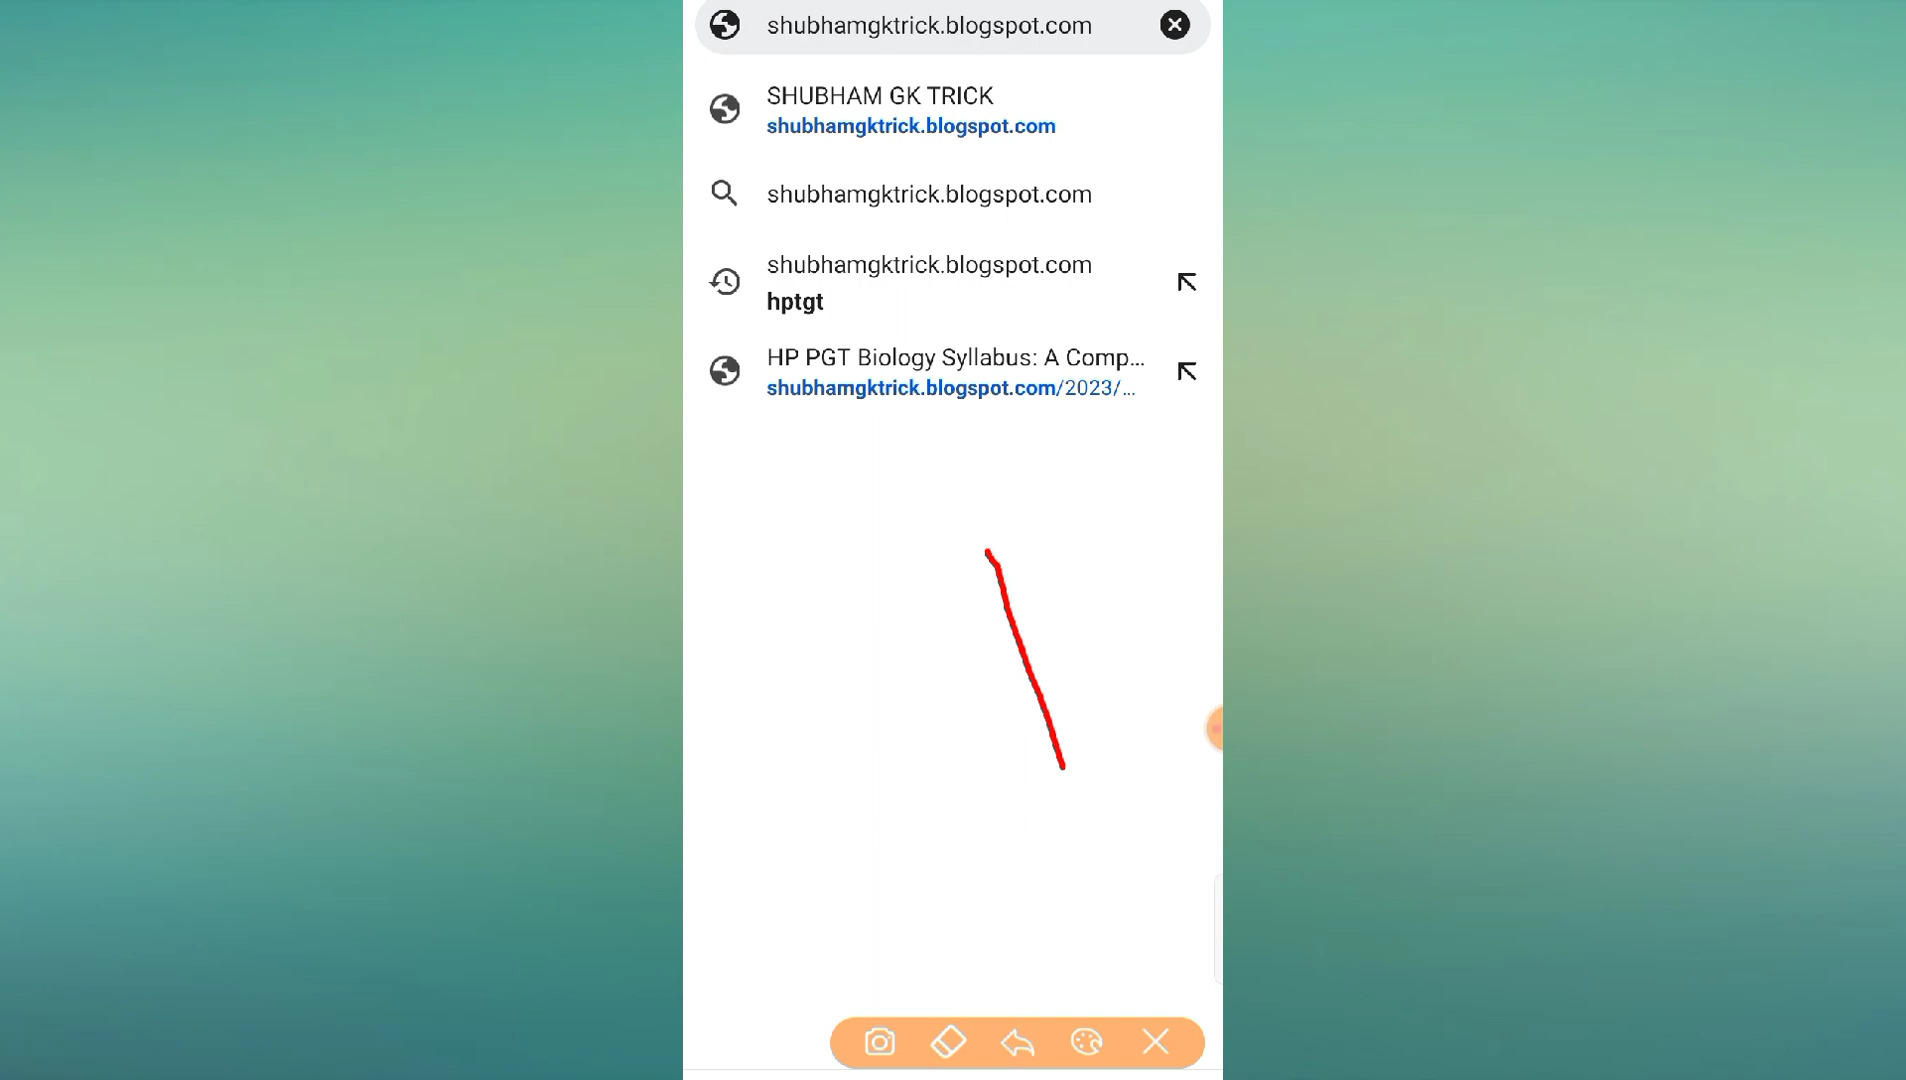 shubhamgktrick.blogspot.com
SHUBHAM GK TRICK
shubhamgktrick.blogspot.com
shubhamgktrick.blogspot.com
shubhamgktrick.blogspot.com
hptgt
HP PGT Biology Syllabus: A Comp...
shubhamgktrick.blogspot.com/2023/...